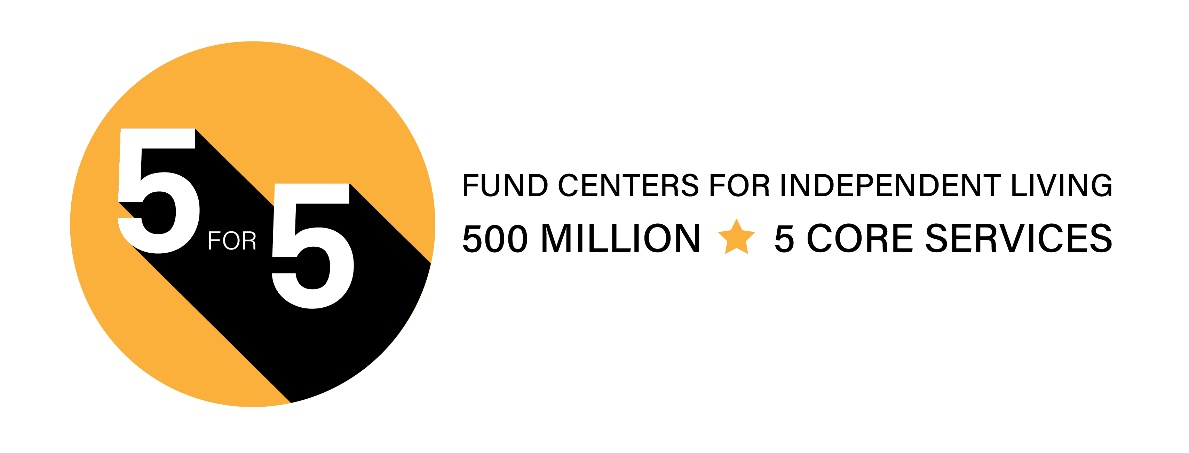 5 FOR 5
FUND CENTERS FOR INDEPENDENT LIVING
500 MILLION ★ 5 CORE SERVICES